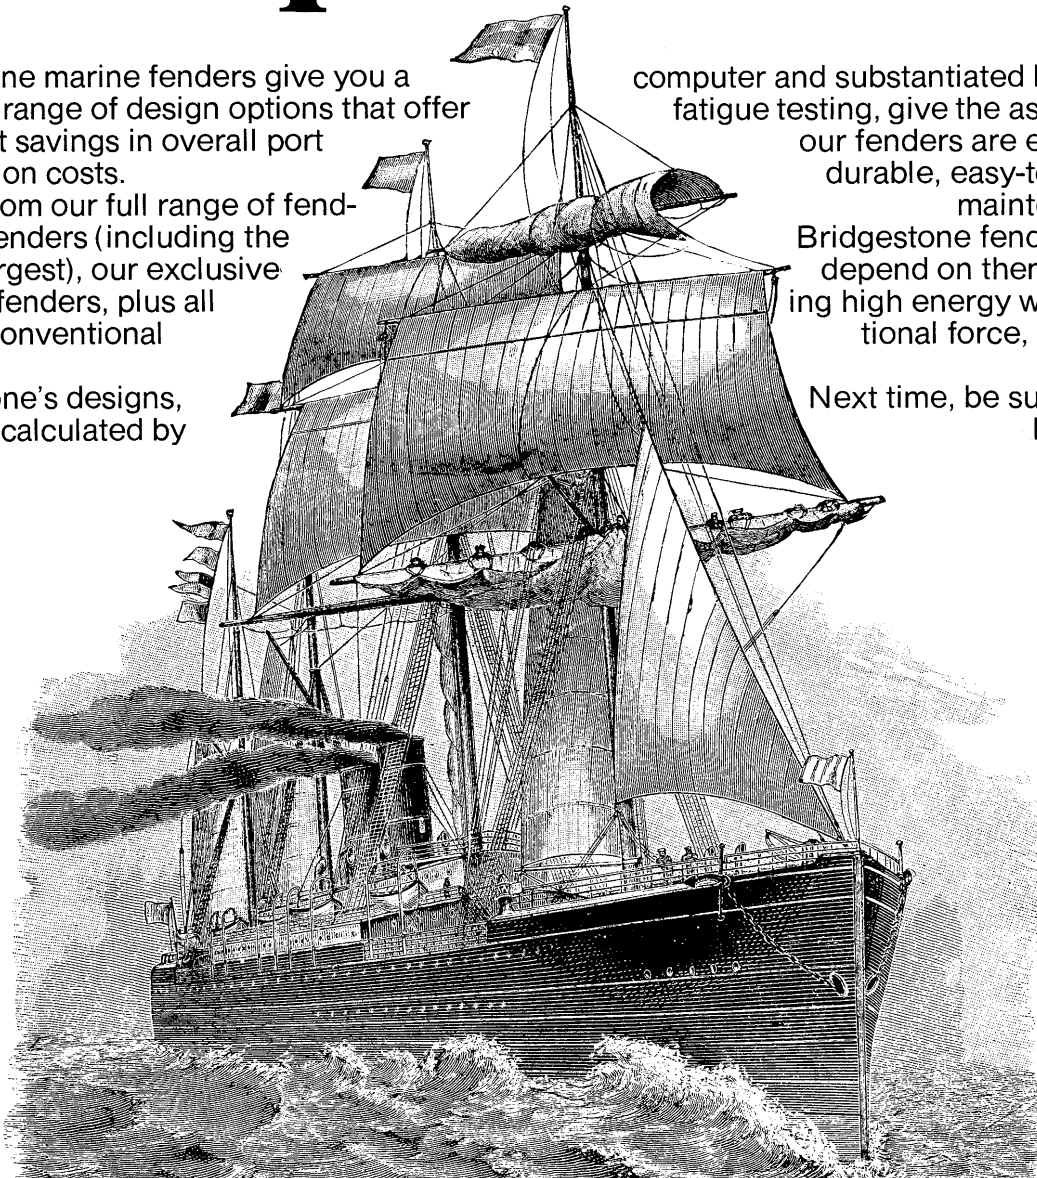 ne marine fenders give you a
range of design options that offer
t savings in overall port
on costs.
om our full range of fend-
enders (including the
rgest), our exclusive
fenders, plus all
onventional
one's designs,
calculated by
computer and substantiated
fatigue testing, give the as
our fenders are e
durable, easy-t
maint
Bridgestone fend
depend on ther
ing high energy w
tional force,
Next time, be su